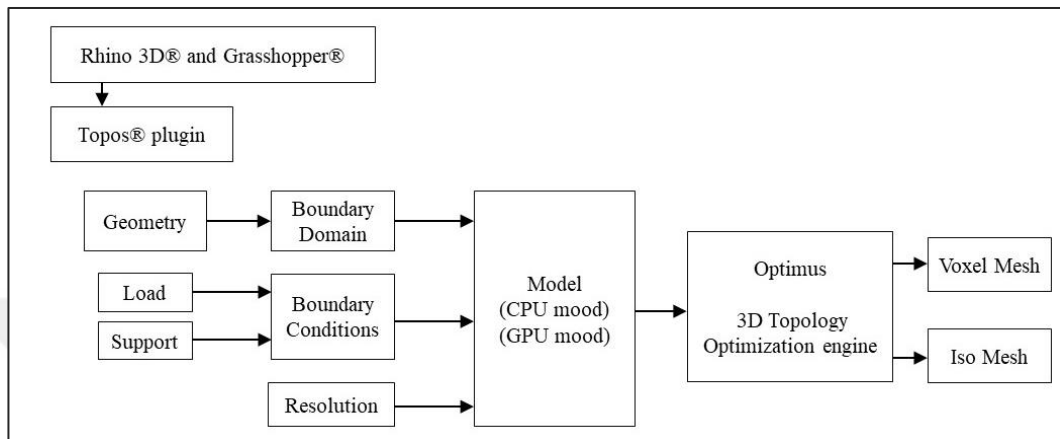 Rhino 3D® and Grasshopper®
Topos® plugin
Geometry
Boundary
Domain
Load
Support
Boundary
Conditions
Resolution
Model
(CPU mood)
(GPU mood)
Optimus
3D Topology
Optimization engine
Voxel Mesh
Iso Mesh